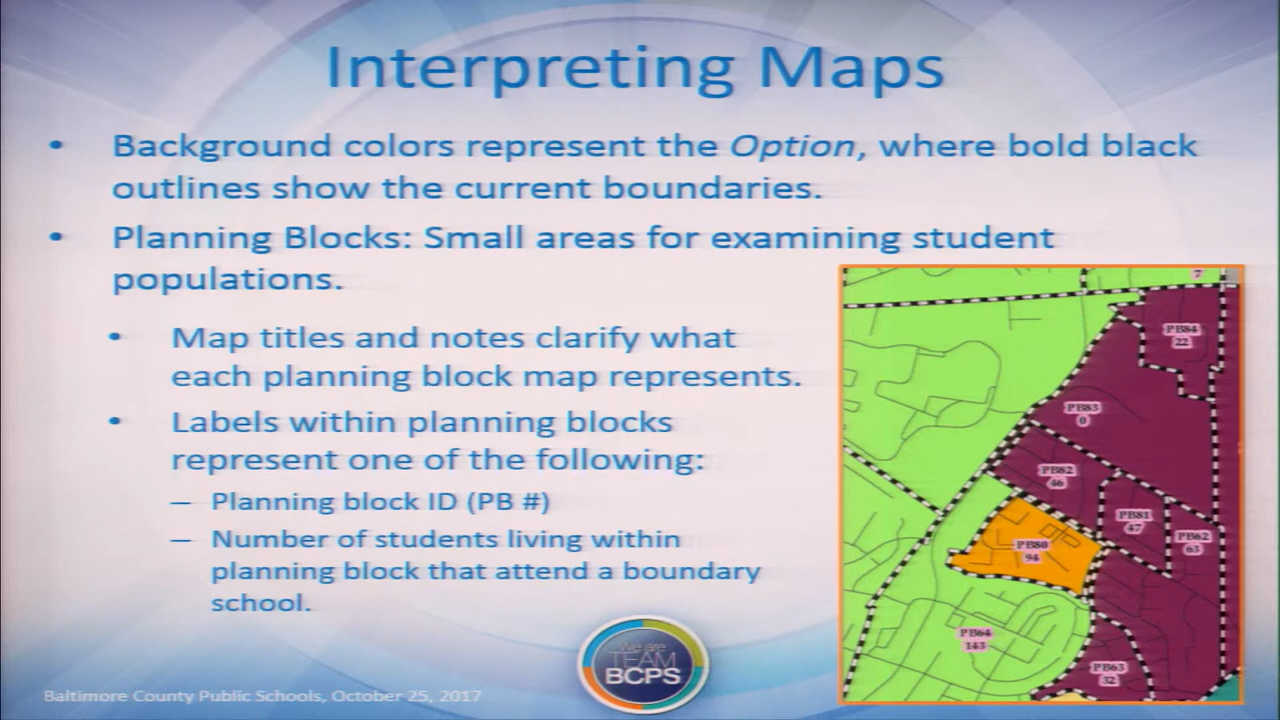 Interpreting Maps
• Background colors represent the Option, where bold black
outlines show the current boundaries.
• Planning Blocks: Small areas for examining student
populations.
• Map titles and notes clarify what
each planning block map represents.
• Labels within planning blocks
represent one of the following:
– Planning block ID (PB #)
– Number of students living within
planning block that attend a boundary
school.
7
PB84
22
PB83
0
PB82
46
PB81
47
PB62
63
PB80
94
PB64
143
PB63
32
We are
TEAM
BCPS
Baltimore County Public Schools, October 25, 2017